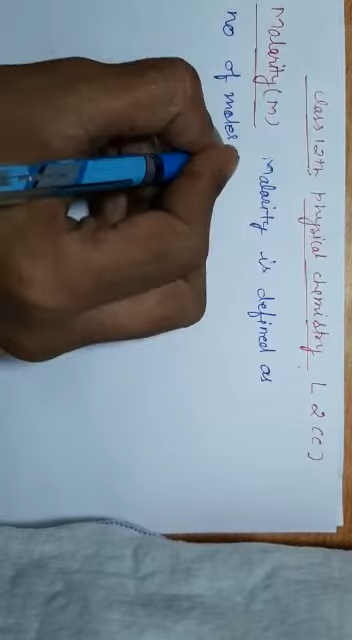 class 12th Physical chemistry L 2(C)
Molarity(M) Molarity is defined as
no of moles